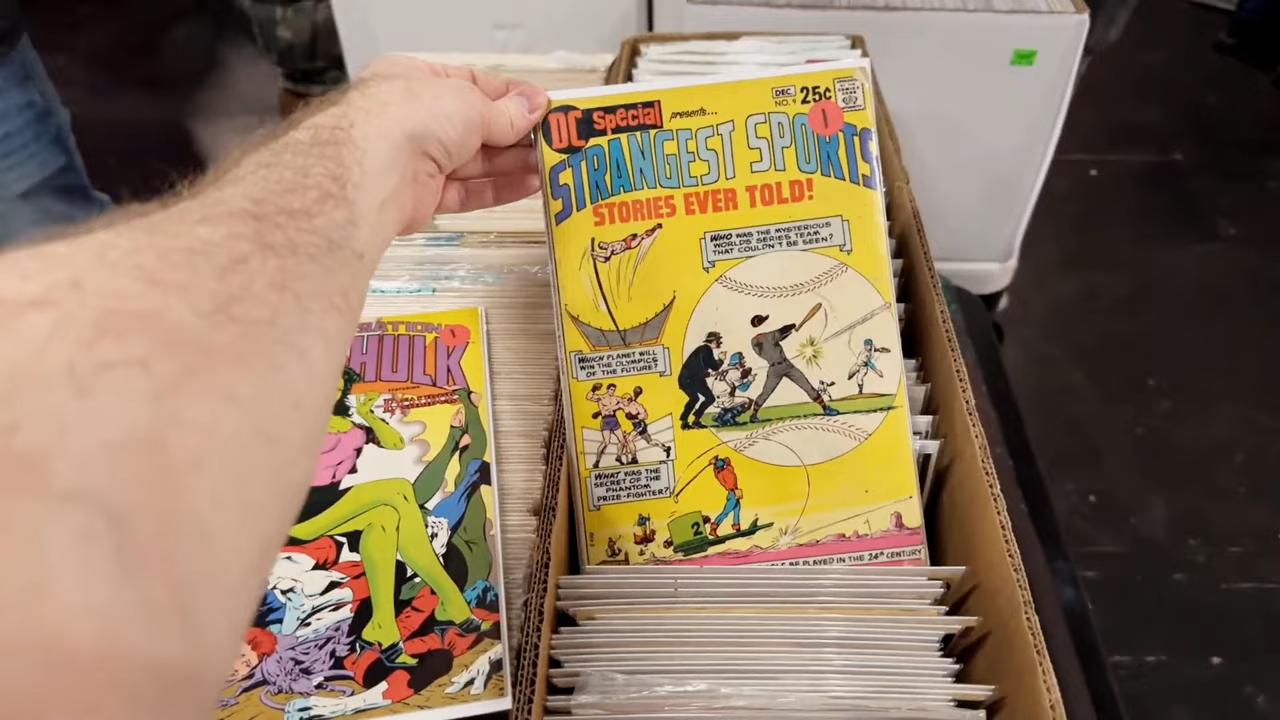 DC Special presents...
DEC.
NO. 9
25¢
1
STRANGEST SPORTS
STORIES EVER TOLD!
WHO WAS THE MYSTERIOUS
WORLDS' SERIES TEAM
THAT COULDN'T BE SEEN?
WHICH PLANET WILL
WIN THE OLYMPICS
OF THE FUTURE?
WHAT WAS THE
SECRET OF THE
PHANTOM
PRIZE-FIGHTER?
2
BE PLAYED IN THE 24TH CENTURY
HULK
EXCALIBUR